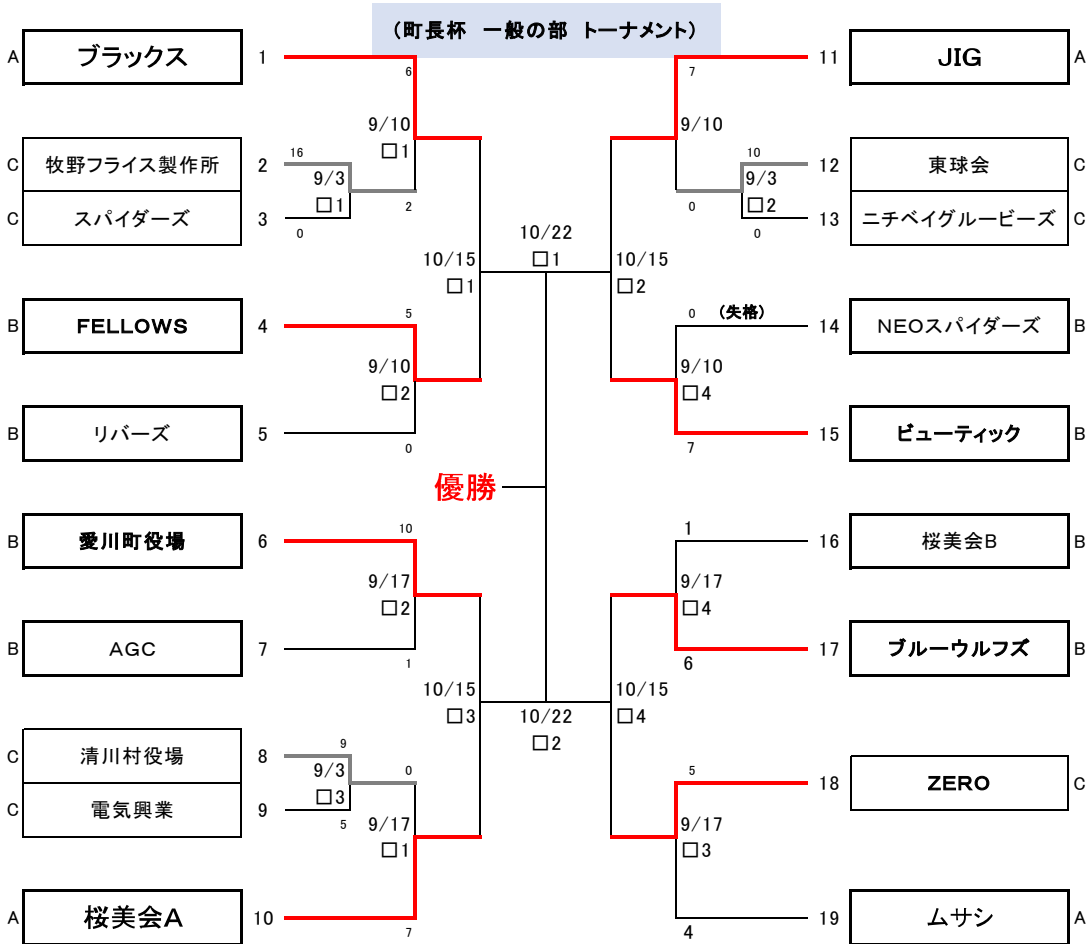 (町長杯 一般の部 トーナメント)
A ブラックス 1
6
9/10
□1
C 牧野フライス製作所 2
16
9/3
□1
2
C スパイダーズ 3
0
10/15
□1
B FELLOWS 4
5
9/10
□2
B リバーズ 5
0
優勝
B 愛川町役場 6
10
9/17
□2
B AGC 7
1
10/15
□3
C 清川村役場 8
9
9/3
□3
0
C 電気興業 9
5
9/17
□1
A 桜美会A 10
7
10/22
□1
10/22
□2
7
11 JIG A
9/10
10
12 東球会 C
9/3
□2
0
13 ニチベイグルービーズ C
0
10/15
□2
0 (失格)
14 NEOスパイダーズ B
9/10
□4
15 ビューティック B
7
1
16 桜美会B B
9/17
□4
17 ブルーウルフズ B
6
10/15
□4
5
18 ZERO C
9/17
□3
19 ムサシ A
4